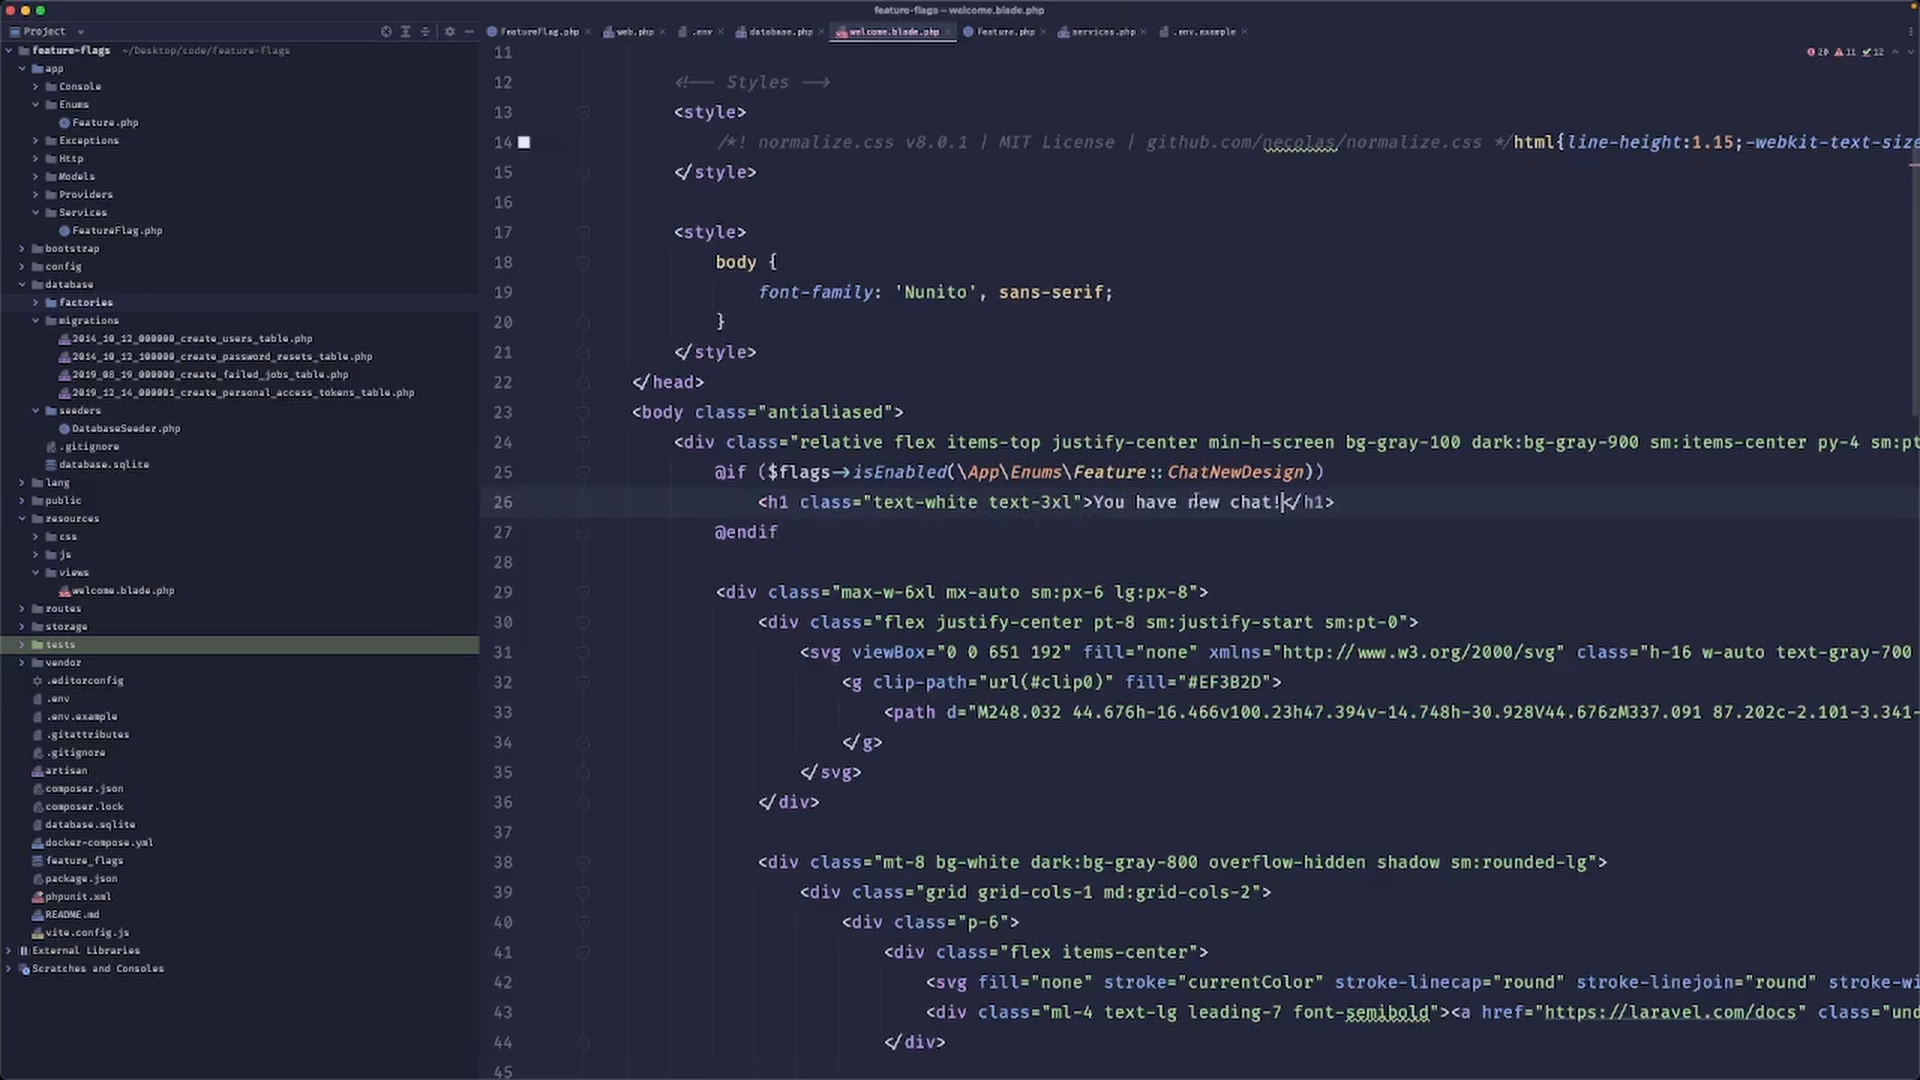 feature-flags – welcome.blade.php
Project
FeatureFlag.php
web.php
.env
database.php
welcome.blade.php
Feature.php
services.php
.env.example
feature-flags ~/Desktop/code/feature-flags
app
Console
Enums
Feature.php
Exceptions
Http
Models
Providers
Services
FeatureFlag.php
bootstrap
config
database
factories
migrations
2014_10_12_000000_create_users_table.php
2014_10_12_100000_create_password_resets_table.php
2019_08_19_000000_create_failed_jobs_table.php
2019_12_14_000001_create_personal_access_tokens_table.php
seeders
DatabaseSeeder.php
.gitignore
database.sqlite
lang
public
resources
css
js
views
welcome.blade.php
routes
storage
tests
vendor
.editorconfig
.env
.env.example
.gitattributes
.gitignore
artisan
composer.json
composer.lock
database.sqlite
docker-compose.yml
feature_flags
package.json
phpunit.xml
README.md
vite.config.js
External Libraries
Scratches and Consoles
20 11 12
11
12 <!-- Styles -->
13 <style>
14 /*! normalize.css v8.0.1 | MIT License | github.com/necolas/normalize.css */html{line-height:1.15;-webkit-text-size
15 </style>
16
17 <style>
18 body {
19 font-family: 'Nunito', sans-serif;
20 }
21 </style>
22 </head>
23 <body class="antialiased">
24 <div class="relative flex items-top justify-center min-h-screen bg-gray-100 dark:bg-gray-900 sm:items-center py-4 sm:pt
25 @if ($flags->isEnabled(\App\Enums\Feature::ChatNewDesign))
26 <h1 class="text-white text-3xl">You have new chat!</h1>
27 @endif
28
29 <div class="max-w-6xl mx-auto sm:px-6 lg:px-8">
30 <div class="flex justify-center pt-8 sm:justify-start sm:pt-0">
31 <svg viewBox="0 0 651 192" fill="none" xmlns="http://www.w3.org/2000/svg" class="h-16 w-auto text-gray-700
32 <g clip-path="url(#clip0)" fill="#EF3B2D">
33 <path d="M248.032 44.676h-16.466v100.23h47.394v-14.748h-30.928V44.676zM337.091 87.202c-2.101-3.341-
34 </g>
35 </svg>
36 </div>
37
38 <div class="mt-8 bg-white dark:bg-gray-800 overflow-hidden shadow sm:rounded-lg">
39 <div class="grid grid-cols-1 md:grid-cols-2">
40 <div class="p-6">
41 <div class="flex items-center">
42 <svg fill="none" stroke="currentColor" stroke-linecap="round" stroke-linejoin="round" stroke-wi
43 <div class="ml-4 text-lg leading-7 font-semibold"><a href="https://laravel.com/docs" class="und
44 </div>
45